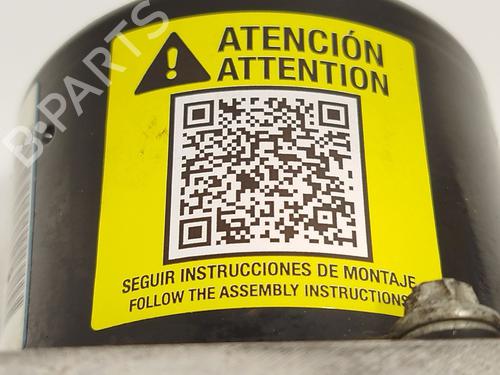 ATENCIÓN
ATTENTION
SEGUIR INSTRUCCIONES DE MONTAJE
FOLLOW THE ASSEMBLY INSTRUCTIONS
B-PARTS